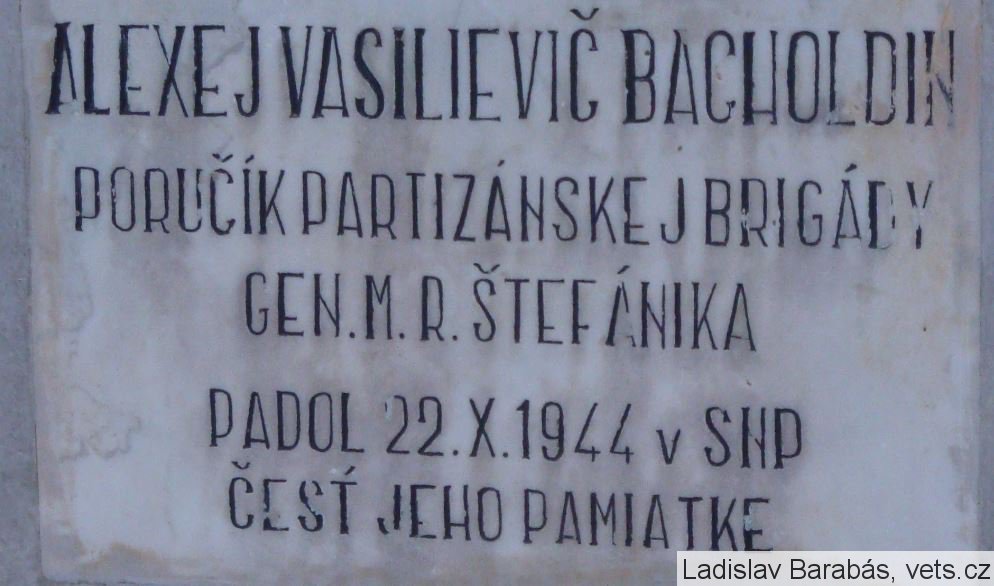 ALEXEJ VASILIEVIČ BACHOLDIN
PORUČÍK PARTIZÁNSKEJ BRIGÁDY
GEN. M. R. ŠTEFÁNIKA
PADOL 22. X. 1944 v SNP
ČESŤ JEHO PAMIATKE
Ladislav Barabás, vets.cz